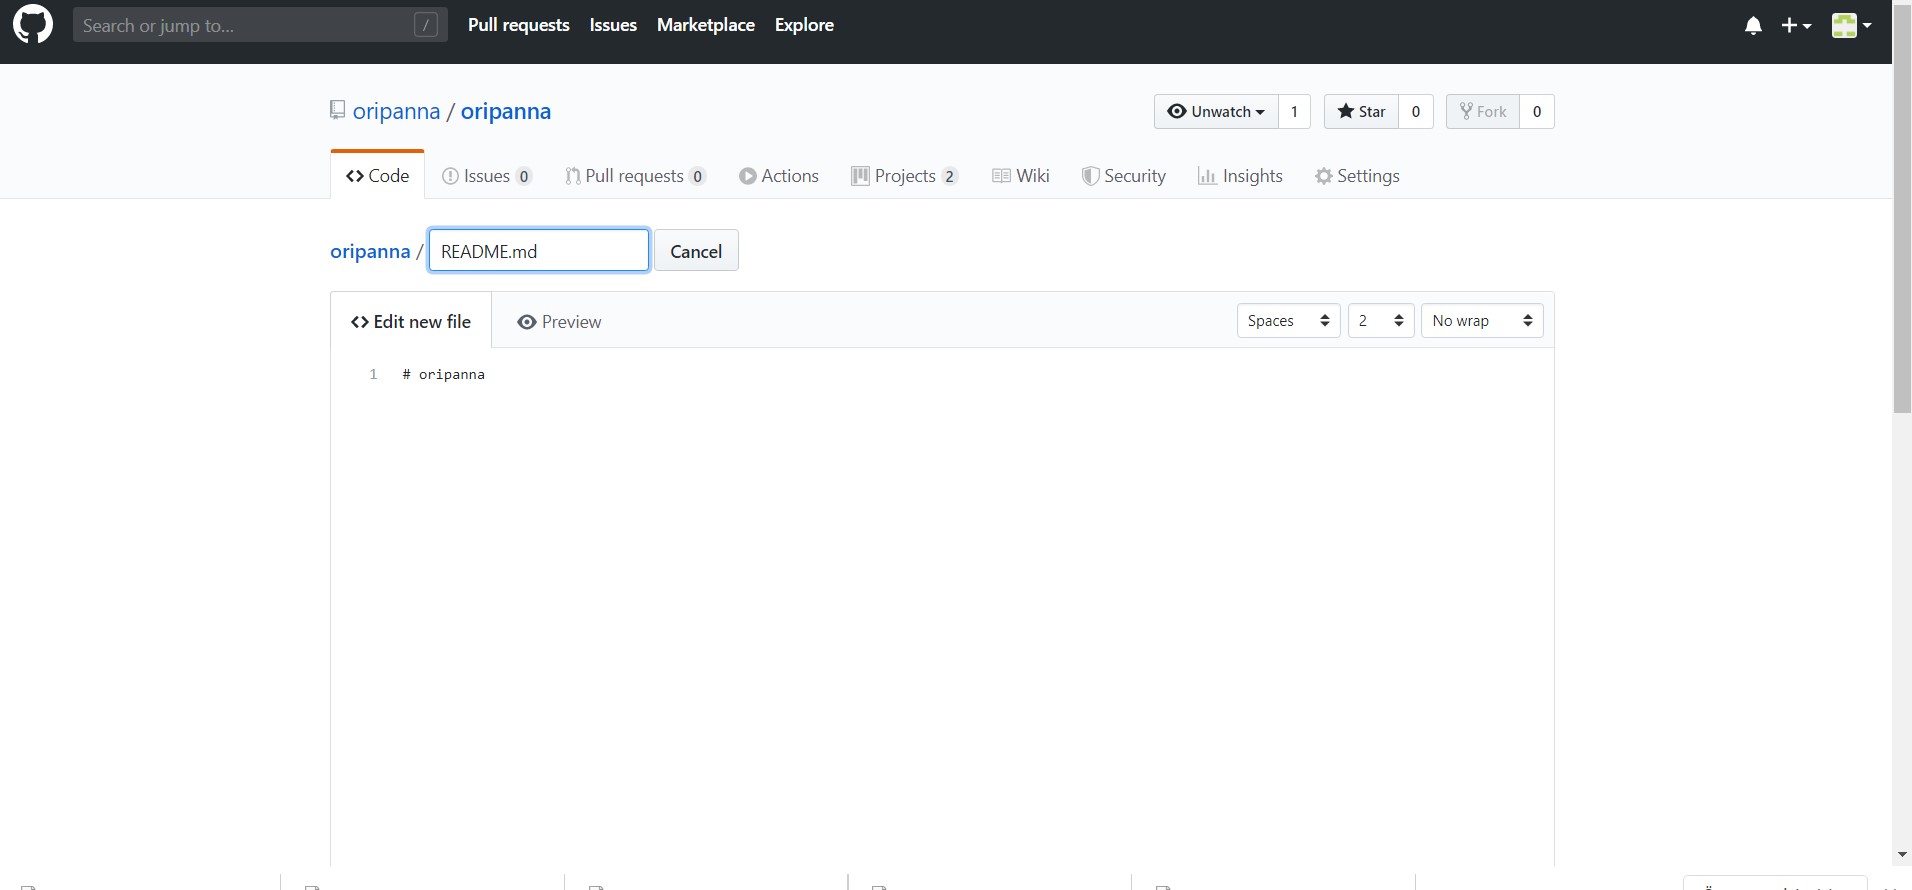 Search or jump to... / Pull requests Issues Marketplace Explore
oripanna / oripanna Unwatch 1 Star 0 Fork 0
Code Issues 0 Pull requests 0 Actions Projects 2 Wiki Security Insights Settings
oripanna / README.md Cancel
Edit new file Preview Spaces 2 No wrap
1 # oripanna